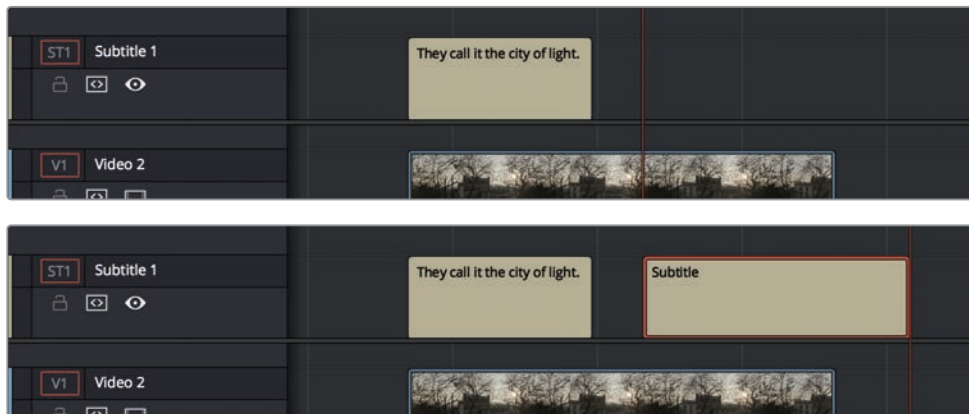 ST1 Subtitle 1 They call it the city of light.
V1 Video 2
ST1 Subtitle 1 They call it the city of light. Subtitle
V1 Video 2